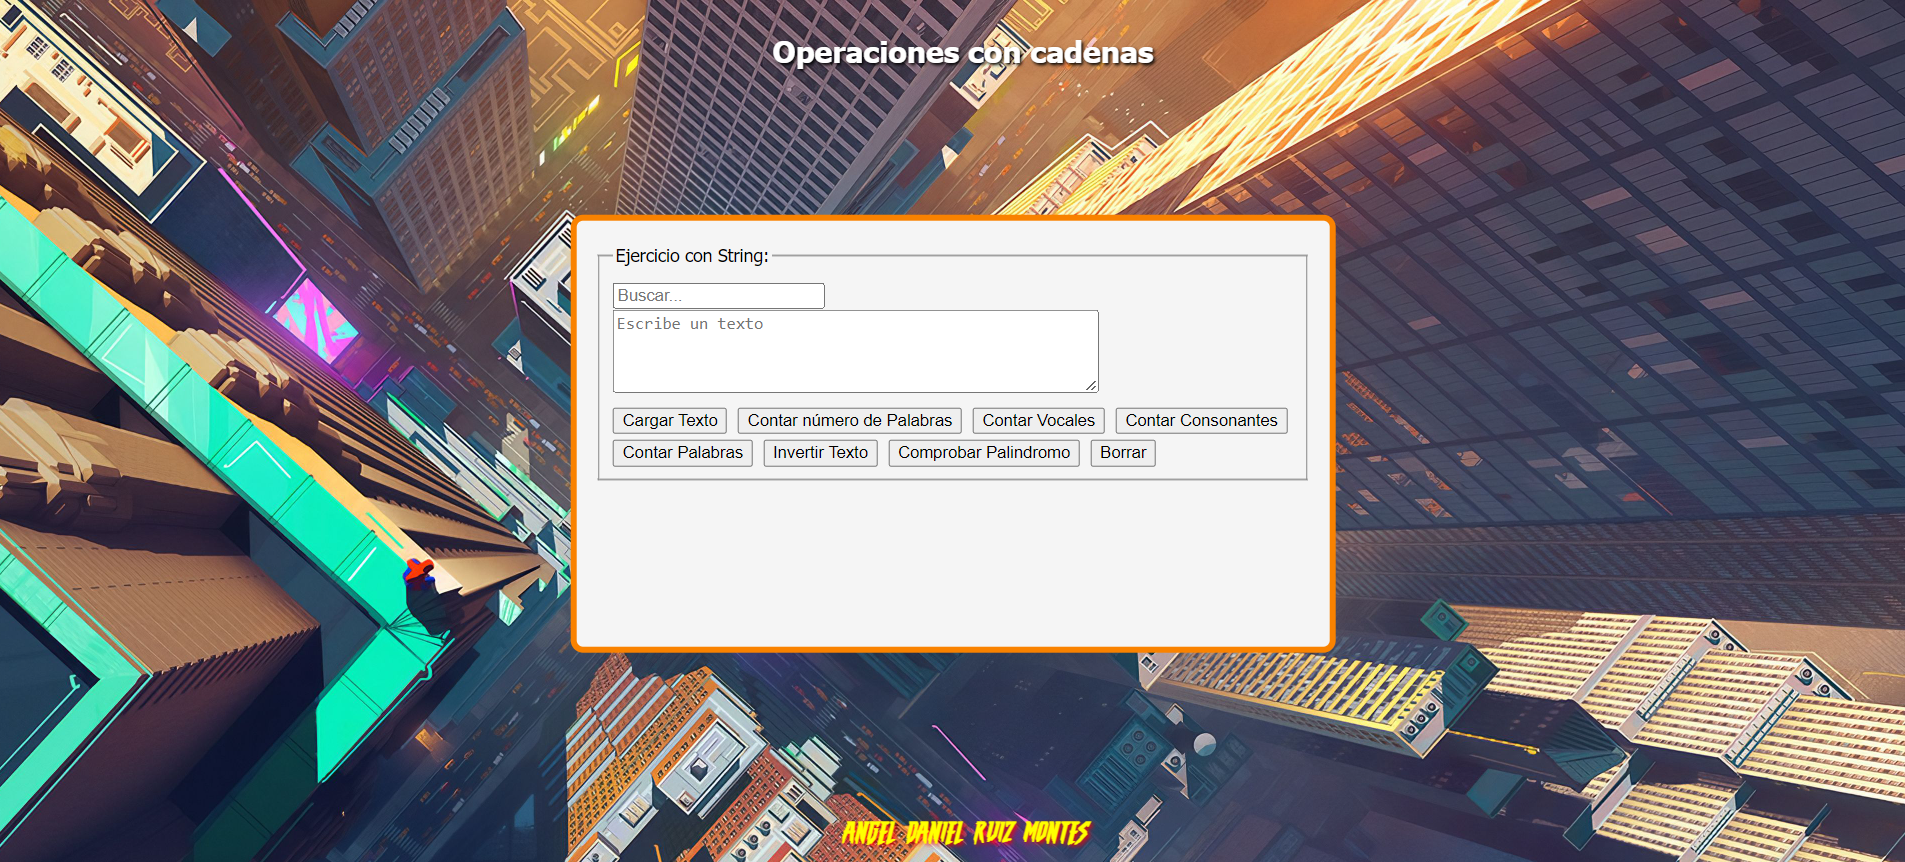 Operaciones con cadenas
Ejercicio con String:
Buscar...
Escribe un texto
Cargar Texto Contar número de Palabras Contar Vocales Contar Consonantes
Contar Palabras Invertir Texto Comprobar Palindromo Borrar
ANGEL DANIEL RUIZ MONTES